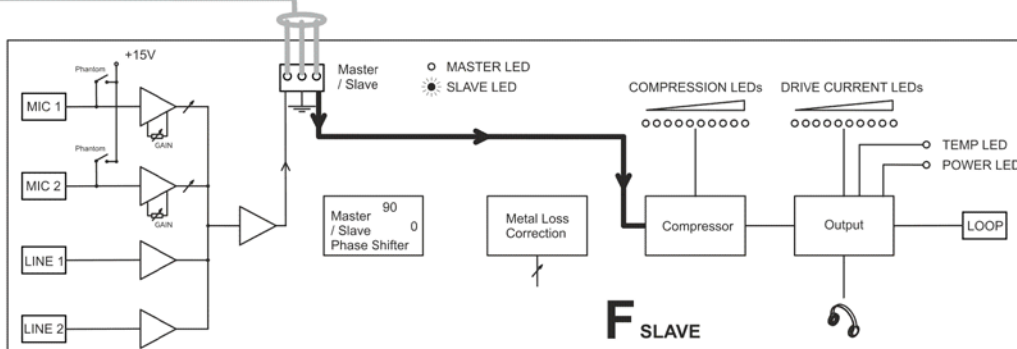 +15V
Phantom
MIC 1
GAIN
Phantom
MIC 2
GAIN
LINE 1
LINE 2
Master
/ Slave
MASTER LED
SLAVE LED
90
Master
/ Slave 0
Phase Shifter
Metal Loss
Correction
COMPRESSION LEDs
DRIVE CURRENT LEDs
TEMP LED
POWER LED
Compressor
Output
LOOP
F SLAVE